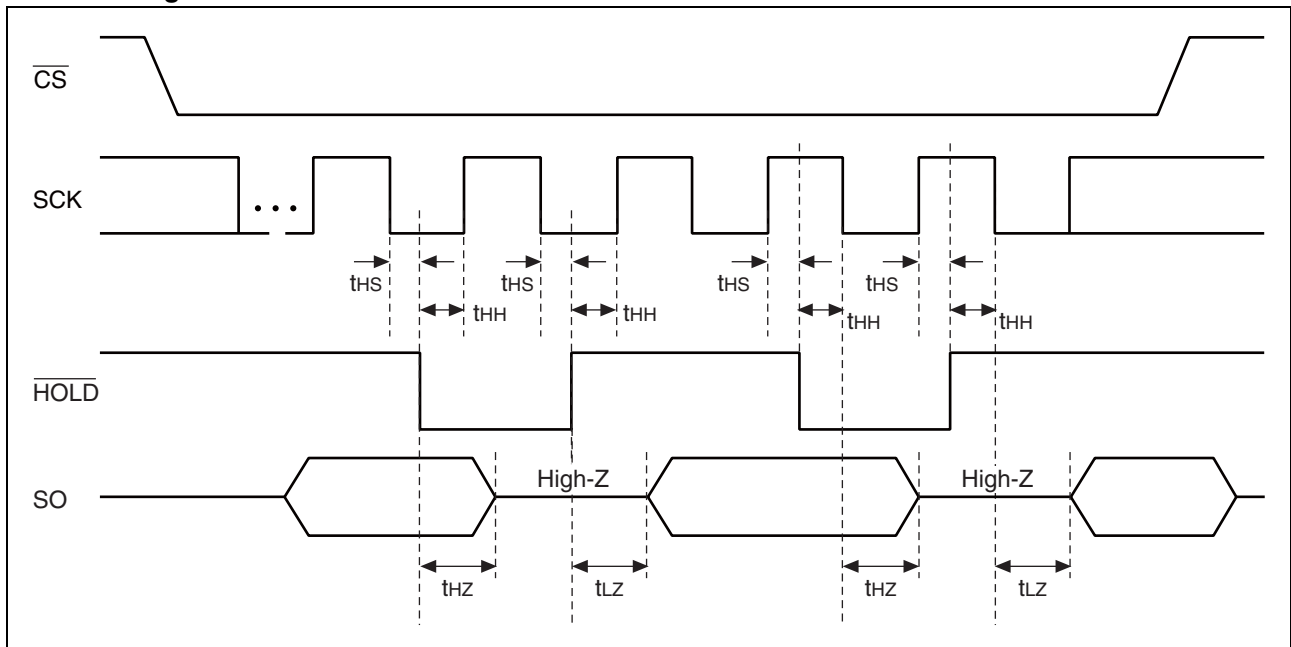 CS
SCK
...
tHS tHS tHS tHS
tHH tHH tHH tHH
HOLD
High-Z High-Z
SO
tHZ tLZ tHZ tLZ